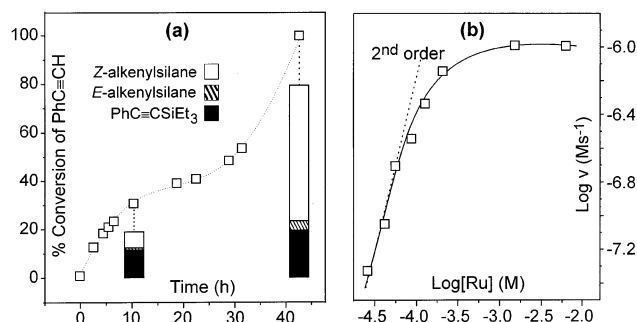 (a)
% Conversion of PhC≡CH
100
80
60
40
20
0
Z-alkenylsilane
E-alkenylsilane
PhC≡CSiEt₃
Time (h)
0 10 20 30 40
(b)
2nd order
Log v (Ms⁻¹)
-6.0
-6.4
-6.8
-7.2
Log[Ru] (M)
-4.5 -4.0 -3.5 -3.0 -2.5 -2.0